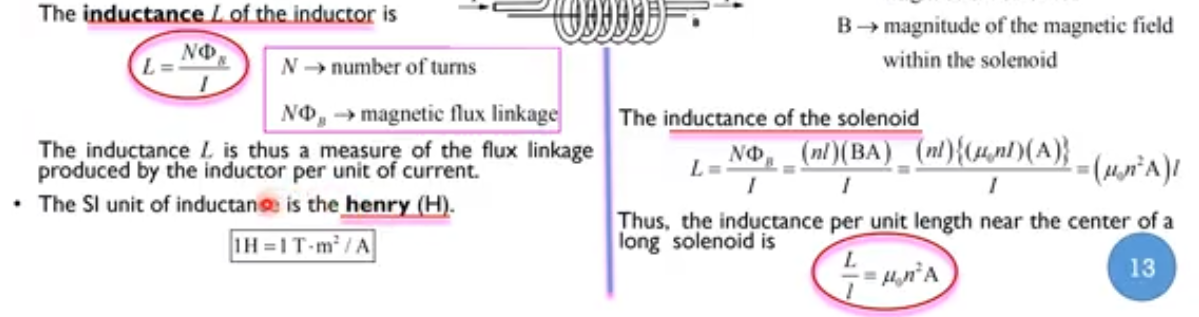 The inductance L of the inductor is
L = NΦ_B / I
N → number of turns
NΦ_B → magnetic flux linkage
The inductance L is thus a measure of the flux linkage
produced by the inductor per unit of current.
• The SI unit of inductance is the henry (H).
1H = 1 T·m² / A
B → magnitude of the magnetic field
within the solenoid
The inductance of the solenoid
L = NΦ_B / I = (nl)(BA) / I = (nl){(μ₀nI)(A)} / I = (μ₀n²A)l
Thus, the inductance per unit length near the center of a
long solenoid is
L / l = μ₀n²A
13